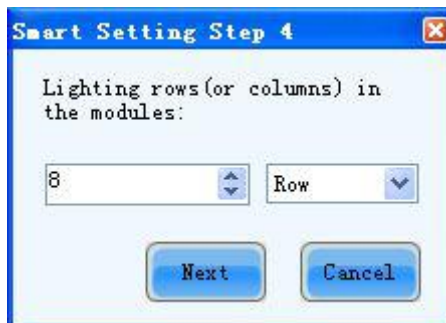 Smart Setting Step 4
Lighting rows(or columns) in
the modules:
8 Row
Next Cancel